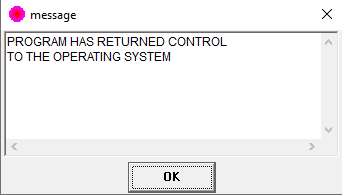 message
PROGRAM HAS RETURNED CONTROL
TO THE OPERATING SYSTEM
OK